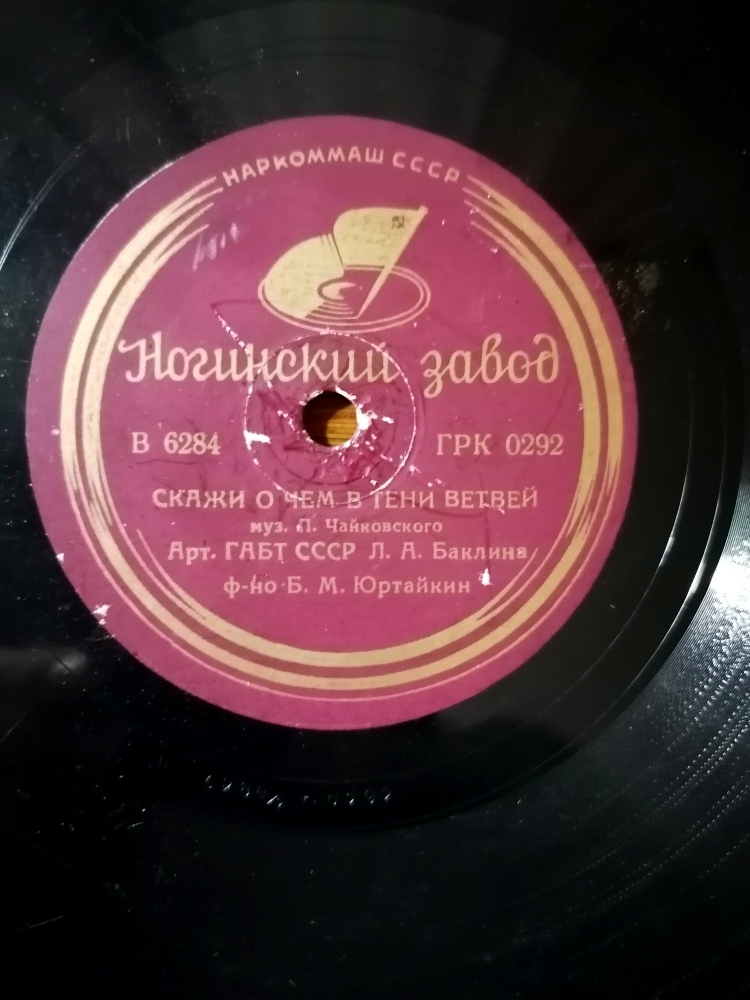 НАРКОММАШ СССР
Ногинский завод
В 6284 ГРК 0292
СКАЖИ О ЧЕМ В ТЕНИ ВЕТВЕЙ
муз. П. Чайковского
Арт. ГАБТ СССР Л. А. Баклина
ф-но Б. М. Юртайкин